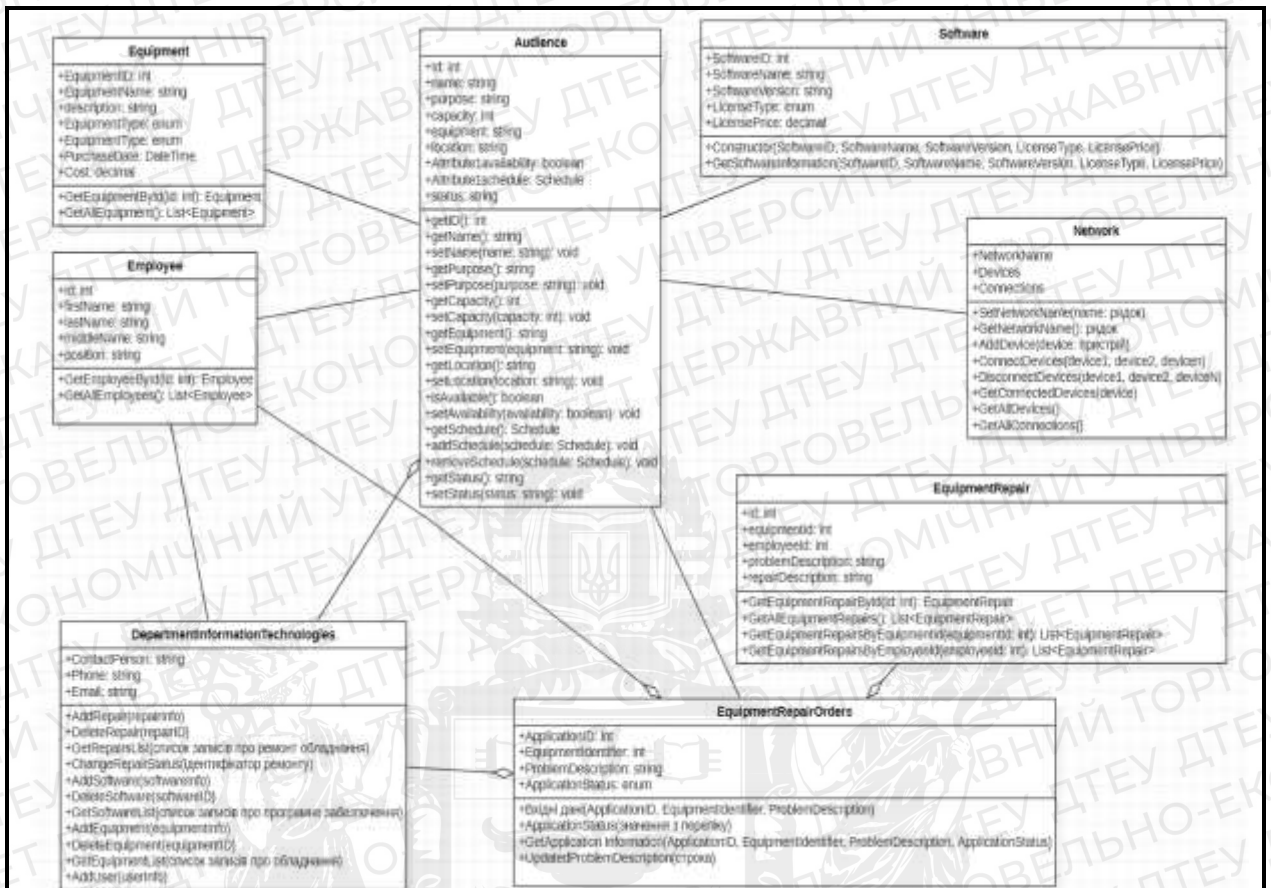 Equipment
+EquipmentID: int
+EquipmentName: string
+description: string
+EquipmentType: enum
+EquipmentType: enum
+PurchaseDate: DateTime
+Cost: decimal
+GetEquipmentById(id: int): Equipment
+GetAllEquipment(): List<Equipment>
Employee
+id: int
+firstName: string
+lastName: string
+middleName: string
+position: string
+GetEmployeeById(id: int): Employee
+GetAllEmployees(): List<Employee>
Audience
+id: int
+name: string
+purpose: string
+capacity: int
+equipment: string
+location: string
+Attribute1availability: boolean
+Attribute1schedule: Schedule
+status: string
+getID(): int
+getName(): string
+setName(name: string): void
+getPurpose(): string
+setPurpose(purpose: string): void
+getCapacity(): int
+setCapacity(capacity: int): void
+getEquipment(): string
+setEquipment(equipment: string): void
+getLocation(): string
+setLocation(location: string): void
+isAvailable(): boolean
+setAvailability(availability: boolean): void
+getSchedule(): Schedule
+addSchedule(schedule: Schedule): void
+removeSchedule(schedule: Schedule): void
+getStatus(): string
+setStatus(status: string): void
Software
+SoftwareID: int
+SoftwareName: string
+SoftwareVersion: string
+LicenseType: enum
+LicensePrice: decimal
+Constructor(SoftwareID, SoftwareName, SoftwareVersion, LicenseType, LicensePrice)
+GetSoftwareInformation(SoftwareID, SoftwareName, SoftwareVersion, LicenseType, LicensePrice)
Network
+NetworkName
+Devices
+Connections
+SetNetworkName(name: рядок)
+GetNetworkName(): рядок
+AddDevice(device: пристрій)
+ConnectDevices(device1, device2, deviceN)
+DisconnectDevices(device1, device2, deviceN)
+GetConnectedDevices(device)
+GetAllDevices()
+GetAllConnections()
EquipmentRepair
+id: int
+equipmentId: int
+employeeId: int
+problemDescription: string
+repairDescription: string
+GetEquipmentRepairById(id: int): EquipmentRepair
+GetAllEquipmentRepairs(): List<EquipmentRepair>
+GetEquipmentRepairsByEquipmentId(equipmentId: int): List<EquipmentRepair>
+GetEquipmentRepairsByEmployeeId(employeeId: int): List<EquipmentRepair>
DepartmentInformationTechnologies
+ContactPerson: string
+Phone: string
+Email: string
+AddRepair(repairInfo)
+DeleteRepair(repairID)
+GetRepairsList(список записів про ремонт обладнання)
+ChangeRepairStatus(ідентифікатор ремонту)
+AddSoftware(softwareInfo)
+DeleteSoftware(softwareID)
+GetSoftwareList(список записів про програмне забезпечення)
+AddEquipment(equipmentInfo)
+DeleteEquipment(equipmentID)
+GetEquipmentList(список записів про обладнання)
+AddUser(userInfo)
EquipmentRepairOrders
+ApplicationID: int
+EquipmentIdentifier: int
+ProblemDescription: string
+ApplicationStatus: enum
+Вхідні дані(ApplicationID, EquipmentIdentifier, ProblemDescription)
+ApplicationStatus(значення з переліку)
+GetApplication Information(ApplicationID, EquipmentIdentifier, ProblemDescription, ApplicationStatus)
+UpdatedProblemDescription(строка)